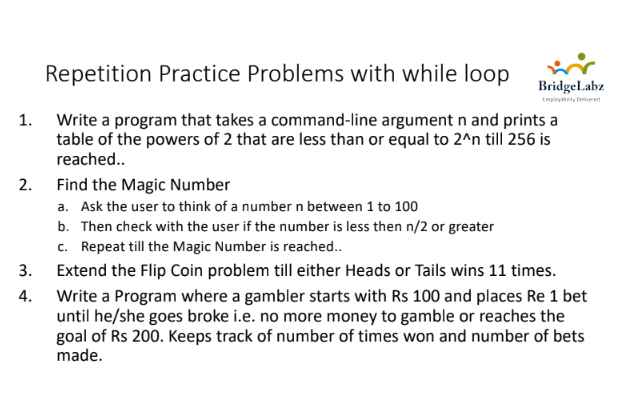 Repetition Practice Problems with while loop
BridgeLabz
Employability Delivered
1. Write a program that takes a command-line argument n and prints a
table of the powers of 2 that are less than or equal to 2^n till 256 is
reached..
2. Find the Magic Number
a. Ask the user to think of a number n between 1 to 100
b. Then check with the user if the number is less then n/2 or greater
c. Repeat till the Magic Number is reached..
3. Extend the Flip Coin problem till either Heads or Tails wins 11 times.
4. Write a Program where a gambler starts with Rs 100 and places Re 1 bet
until he/she goes broke i.e. no more money to gamble or reaches the
goal of Rs 200. Keeps track of number of times won and number of bets
made.